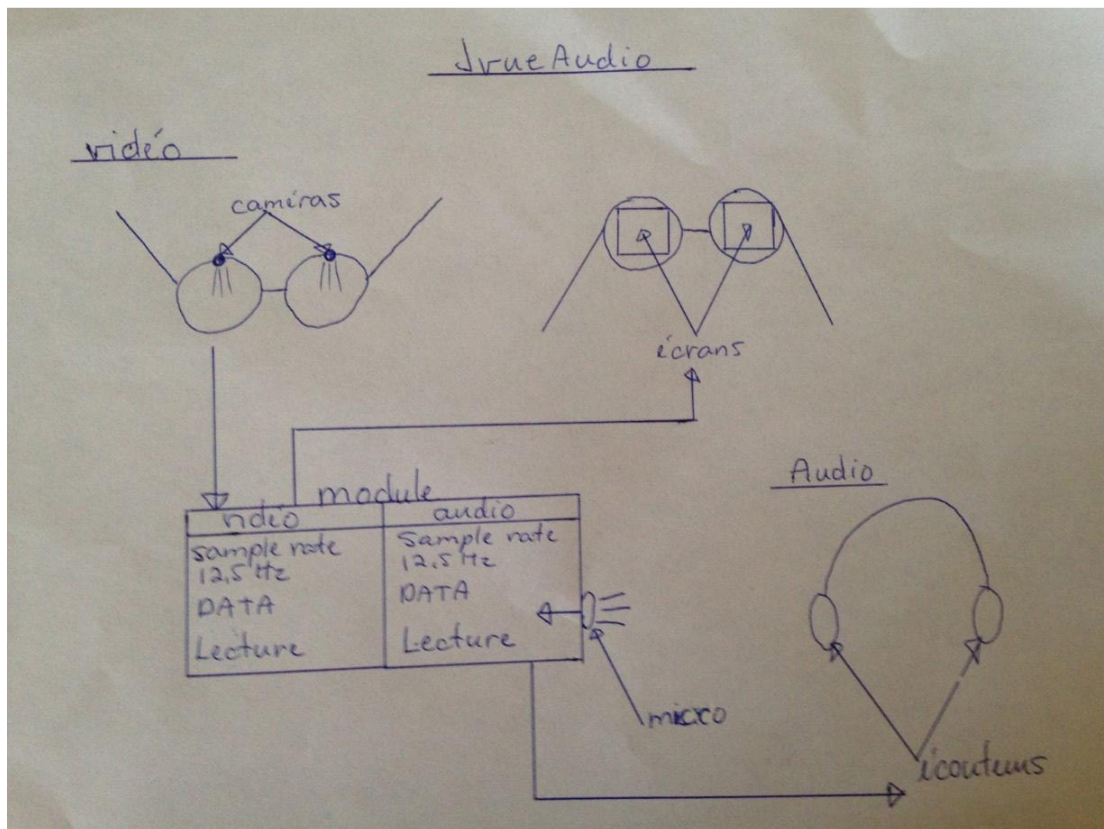 JvueAudio
vidéo
caméras
écrans
module
vidéo
audio
sample rate
12,5 Hz
DATA
Lecture
Sample rate
12,5 Hz
DATA
Lecture
micro
Audio
écouteurs